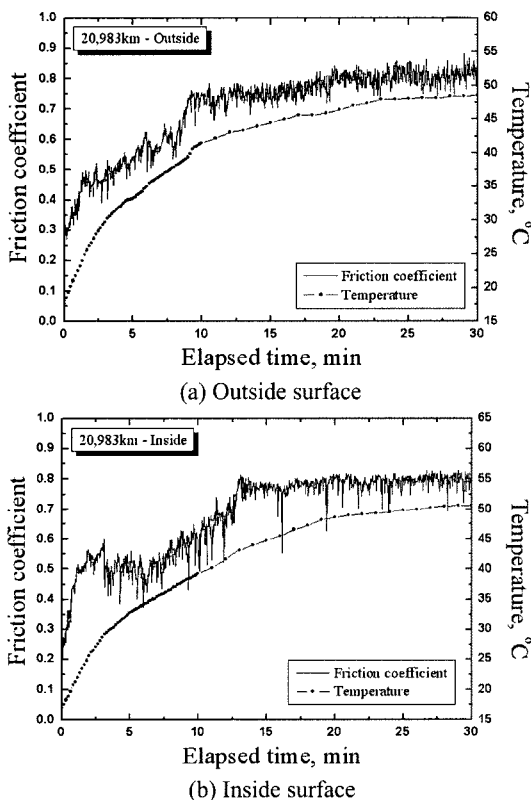 20,983km - Outside
Friction coefficient
1.0
0.9
0.8
0.7
0.6
0.5
0.4
0.3
0.2
0.1
0.0
60
55
50
45
40
35
30
25
20
15
Temperature, °C
Friction coefficient
Temperature
0 5 10 15 20 25 30
Elapsed time, min
(a) Outside surface
20,983km - Inside
Friction coefficient
1.0
0.9
0.8
0.7
0.6
0.5
0.4
0.3
0.2
0.1
0.0
65
60
55
50
45
40
35
30
25
20
15
Temperature, °C
Friction coefficient
Temperature
0 5 10 15 20 25 30
Elapsed time, min
(b) Inside surface